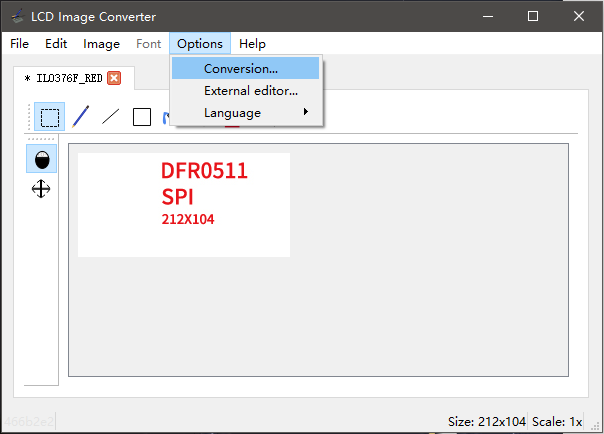 LCD Image Converter
File Edit Image Font Options Help
Conversion...
External editor...
Language
* IL0376F_RED
DFR0511
SPI
212X104
466b2e2 Size: 212x104 Scale: 1x